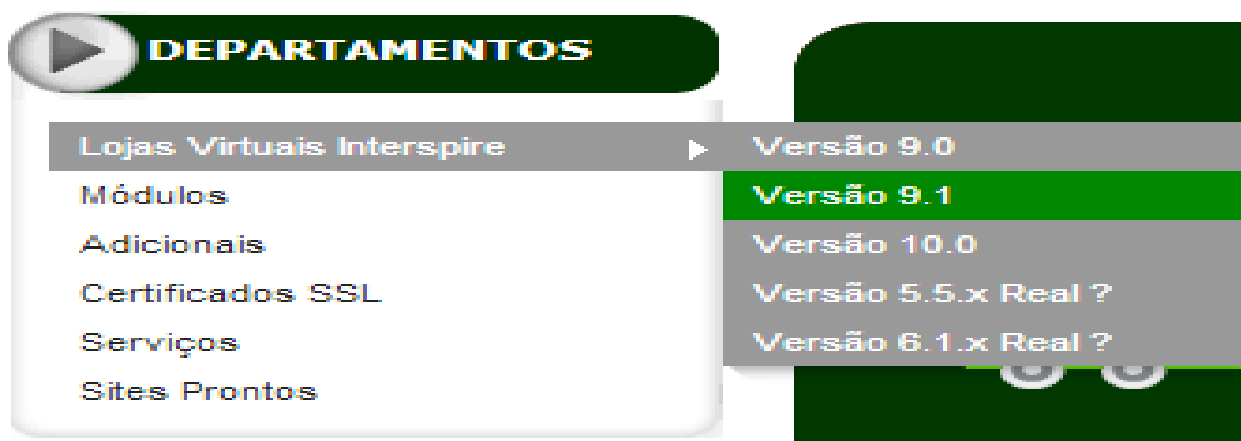 DEPARTAMENTOS
Lojas Virtuais Interspire
Módulos
Adicionais
Certificados SSL
Serviços
Sites Prontos
Versão 9.0
Versão 9.1
Versão 10.0
Versão 5.5.x Real ?
Versão 6.1.x Real ?